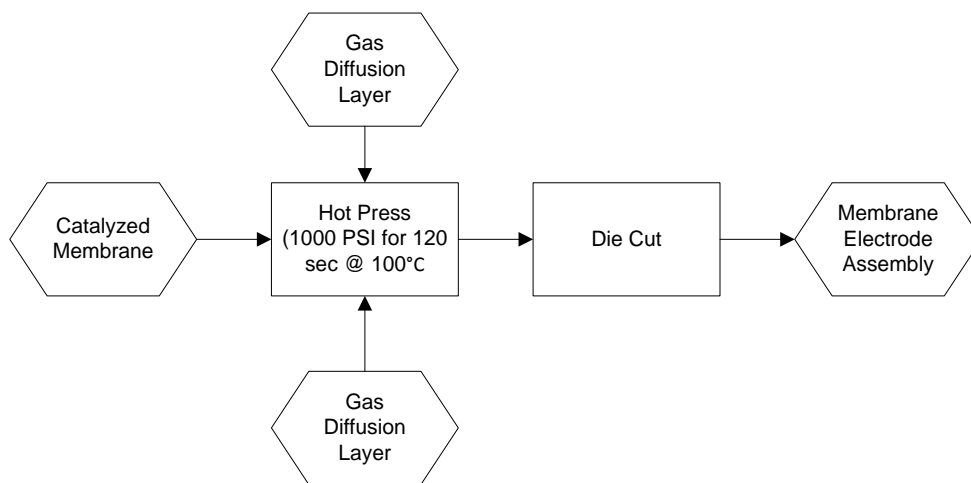 Gas
Diffusion
Layer
Catalyzed
Membrane
Hot Press
(1000 PSI for 120
sec @ 100°C
Die Cut
Membrane
Electrode
Assembly
Gas
Diffusion
Layer